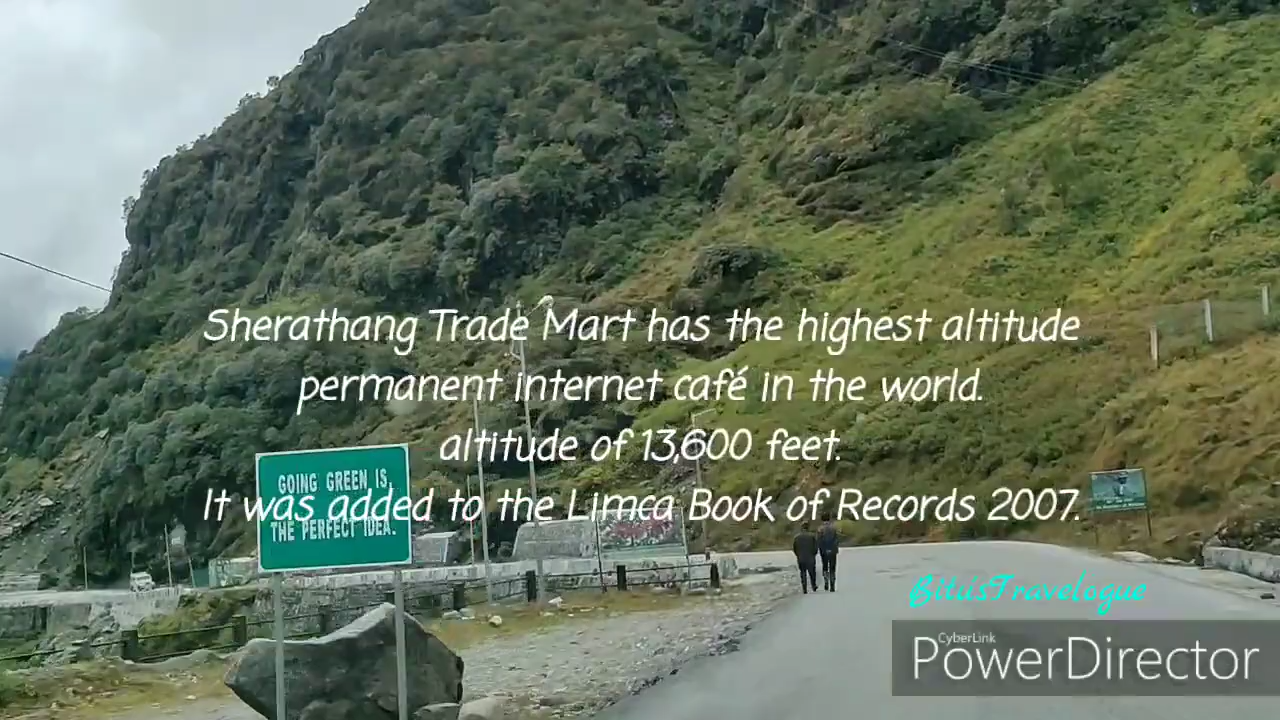 Sherathang Trade Mart has the highest altitude
permanent internet café in the world.
altitude of 13,600 feet.
It was added to the Limca Book of Records 2007.
GOING GREEN IS,
THE PERFECT IDEA.
BituisTravelogue
CyberLink
PowerDirector